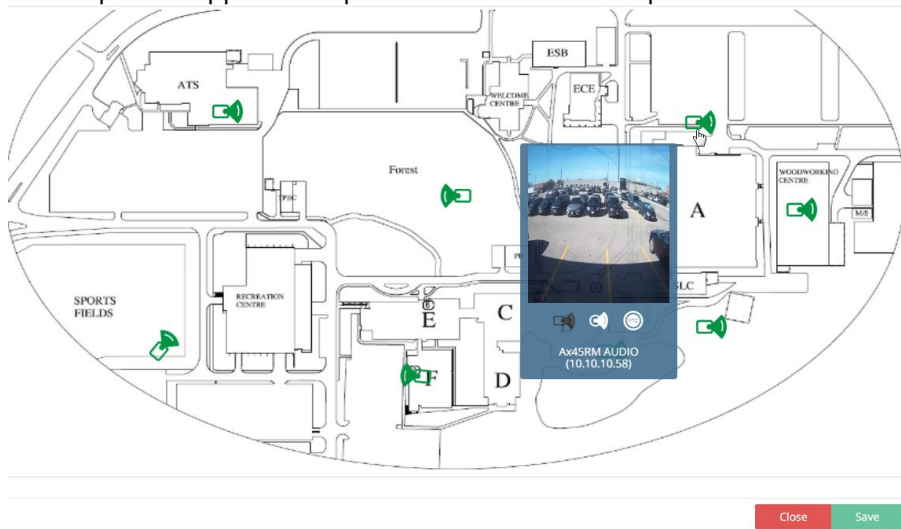 ESB
ATS
ECE
WELCOME
CENTRE
Forest
WOODWORKING
CENTRE
A
M/S
SLC
SPORTS
FIELDS
RECREATION
CENTRE
E
C
F
D
Ax45RM AUDIO
(10.10.10.58)
Close
Save